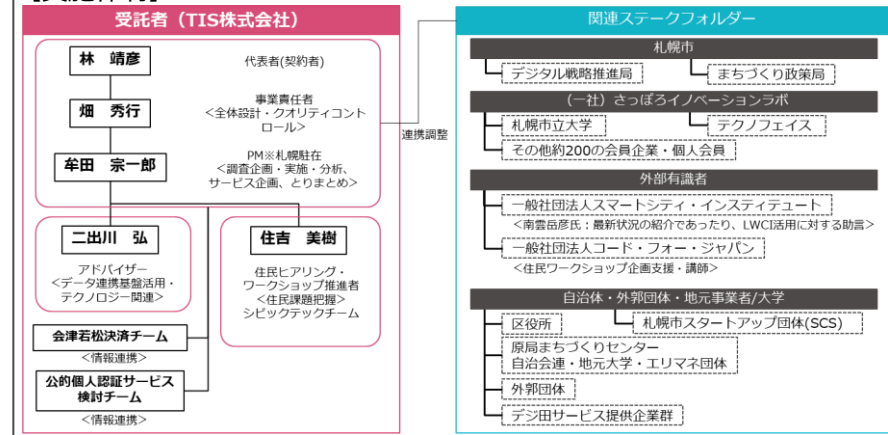 受託者（TIS株式会社）
林　靖彦
代表者(契約者)
畑　秀行
事業責任者
<全体設計・クオリティコント
ロール>
牟田　宗一郎
PM※札幌駐在
<調査企画・実施・分析、
サービス企画、とりまとめ>
二出川　弘
アドバイザー
<データ連携基盤活用・
テクノロジー関連>
住吉　美樹
住民ヒアリング・
ワークショップ推進者
<住民課題把握>
シビックテックチーム
会津若松決済チーム
<情報連携>
公的個人認証サービス
検討チーム
<情報連携>
連携調整
関連ステークフォルダー
札幌市
デジタル戦略推進局
まちづくり政策局
（一社）さっぽろイノベーションラボ
札幌市立大学
テクノフェイス
その他約200の会員企業・個人会員
外部有識者
一般社団法人スマートシティ・インスティテュート
<南雲岳彦氏：最新状況の紹介であったり、LWCI活用に対する助言>
一般社団法人コード・フォー・ジャパン
<住民ワークショップ企画支援・講師>
自治体・外郭団体・地元事業者/大学
区役所
札幌市スタートアップ団体(SCS)
原局まちづくりセンター
自治会連・地元大学・エリマネ団体
外郭団体
デジ田サービス提供企業群